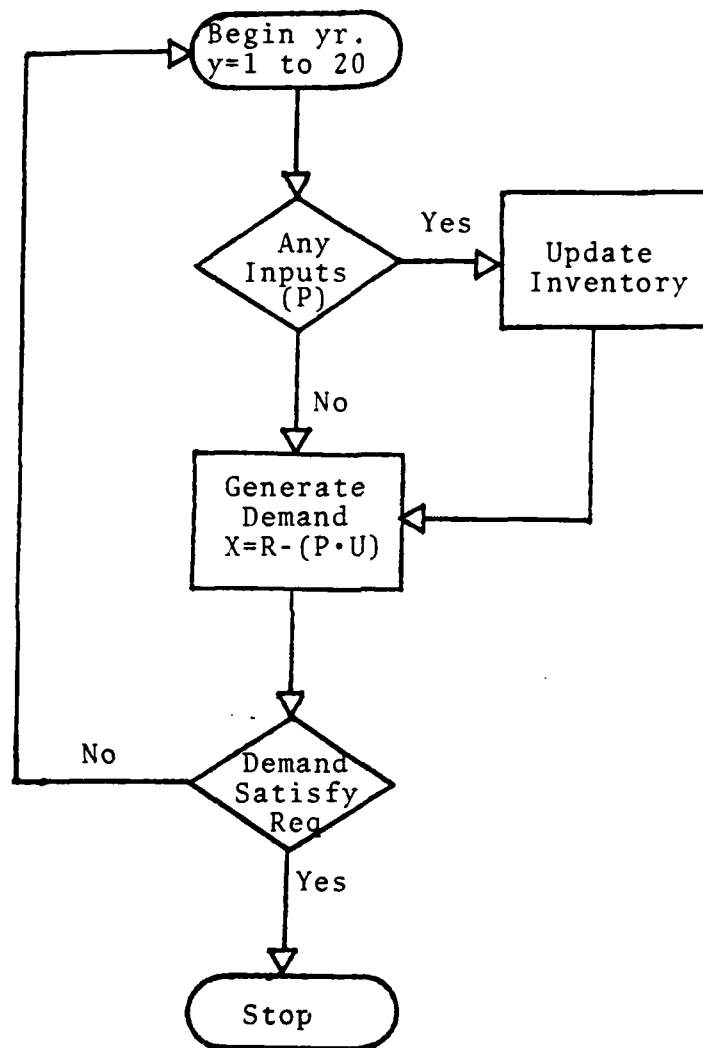 Begin yr.
y=1 to 20
Any
Inputs
(P)
Yes
Update
Inventory
No
Generate
Demand
X=R-(P·U)
No
Demand
Satisfy
Req
Yes
Stop